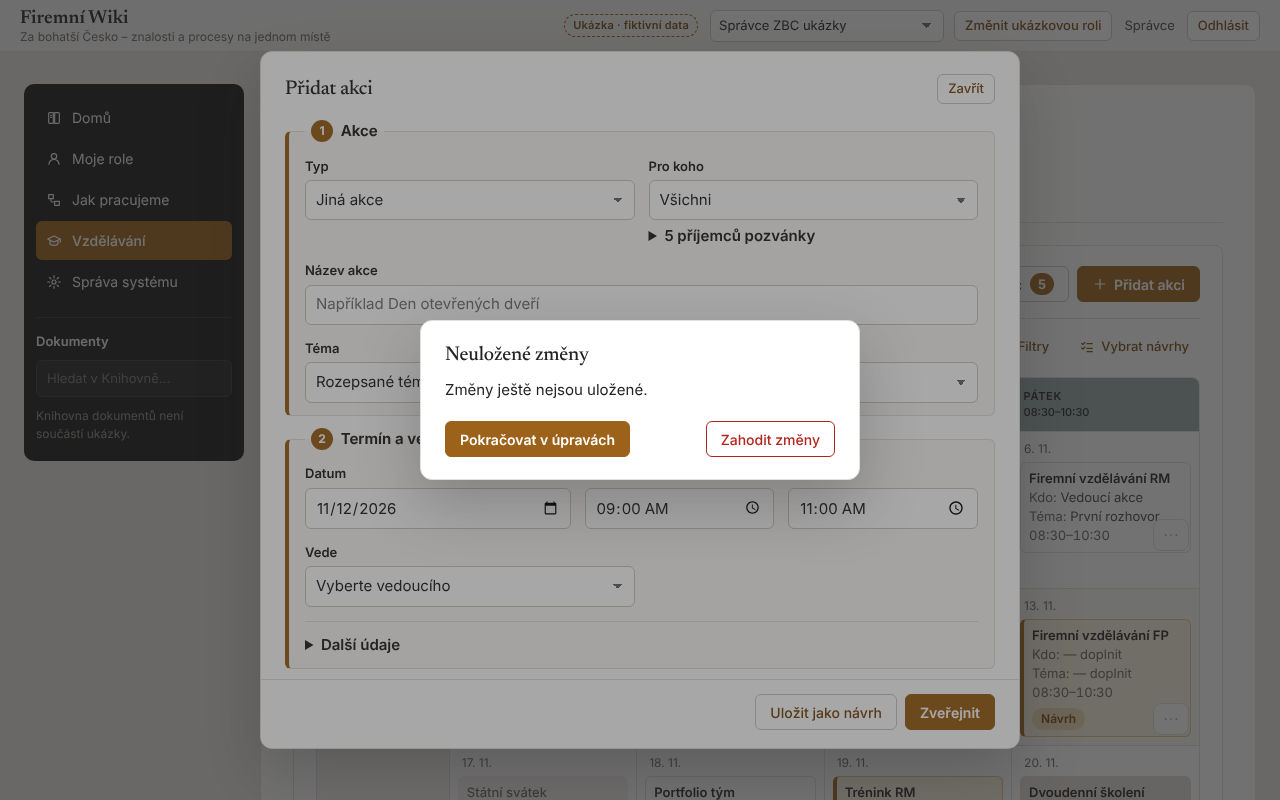 Firemní Wiki
Za bohatší Česko – znalosti a procesy na jednom místě
Ukázka · fiktivní data
Správce ZBC ukázky
Změnit ukázkovou roli
Správce
Odhlásit
Domů
Moje role
Jak pracujeme
Vzdělávání
Správa systému
Dokumenty
Hledat v Knihovně...
Knihovna dokumentů není
součástí ukázky.
Přidat akci
Zavřít
1 Akce
Typ
Pro koho
Jiná akce
Všichni
5 příjemců pozvánky
Název akce
Například Den otevřených dveří
Téma
Rozepsané
Neuložené změny
Změny ještě nejsou uložené.
Pokračovat v úpravách
Zahodit změny
2 Termín a
Datum
11/12/2026
09:00 AM
11:00 AM
Vede
Vyberte vedoucího
Další údaje
Uložit jako návrh
Zveřejnit
5
+ Přidat akci
Filtry
Vybrat návrhy
PÁTEK
08:30–10:30
6. 11.
Firemní vzdělávání RM
Kdo: Vedoucí akce
Téma: První rozhovor
08:30–10:30
...
13. 11.
Firemní vzdělávání FP
Kdo: — doplnit
Téma: — doplnit
08:30–10:30
Návrh
...
17. 11.
18. 11.
19. 11.
20. 11.
Státní svátek
Portfolio tým
Trénink RM
Dvoudenní školení